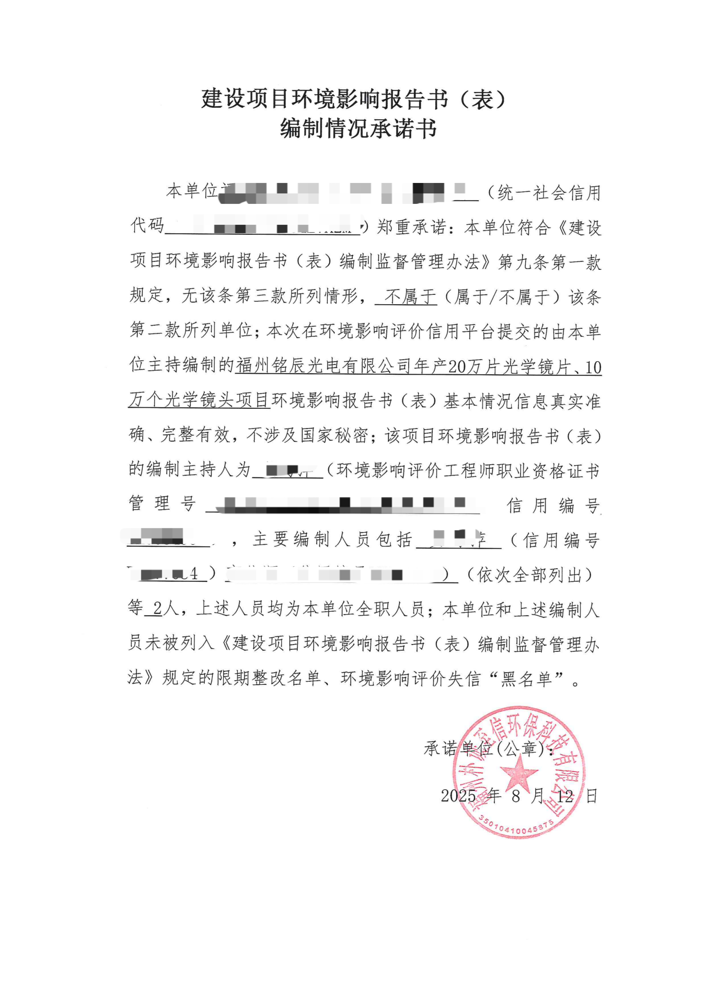 建设项目环境影响报告书（表）
编制情况承诺书
本单位（统一社会信用
代码）郑重承诺：本单位符合《建设
项目环境影响报告书（表）编制监督管理办法》第九条第一款
规定，无该条第三款所列情形，不属于（属于/不属于）该条
第二款所列单位；本次在环境影响评价信用平台提交的由本单
位主持编制的福州铭辰光电有限公司年产20万片光学镜片、10
万个光学镜头项目环境影响报告书（表）基本情况信息真实准
确、完整有效，不涉及国家秘密；该项目环境影响报告书（表）
的编制主持人为（环境影响评价工程师职业资格证书
管理号 信用编号
，主要编制人员包括（信用编号
4））（依次全部列出）
等 2人，上述人员均为本单位全职人员；本单位和上述编制人
员未被列入《建设项目环境影响报告书（表）编制监督管理办
法》规定的限期整改名单、环境影响评价失信“黑名单”。
福州朴诚至信环保科技有限公司
承诺单位(公章)：
2025 年 8 月 12 日
35010410045875